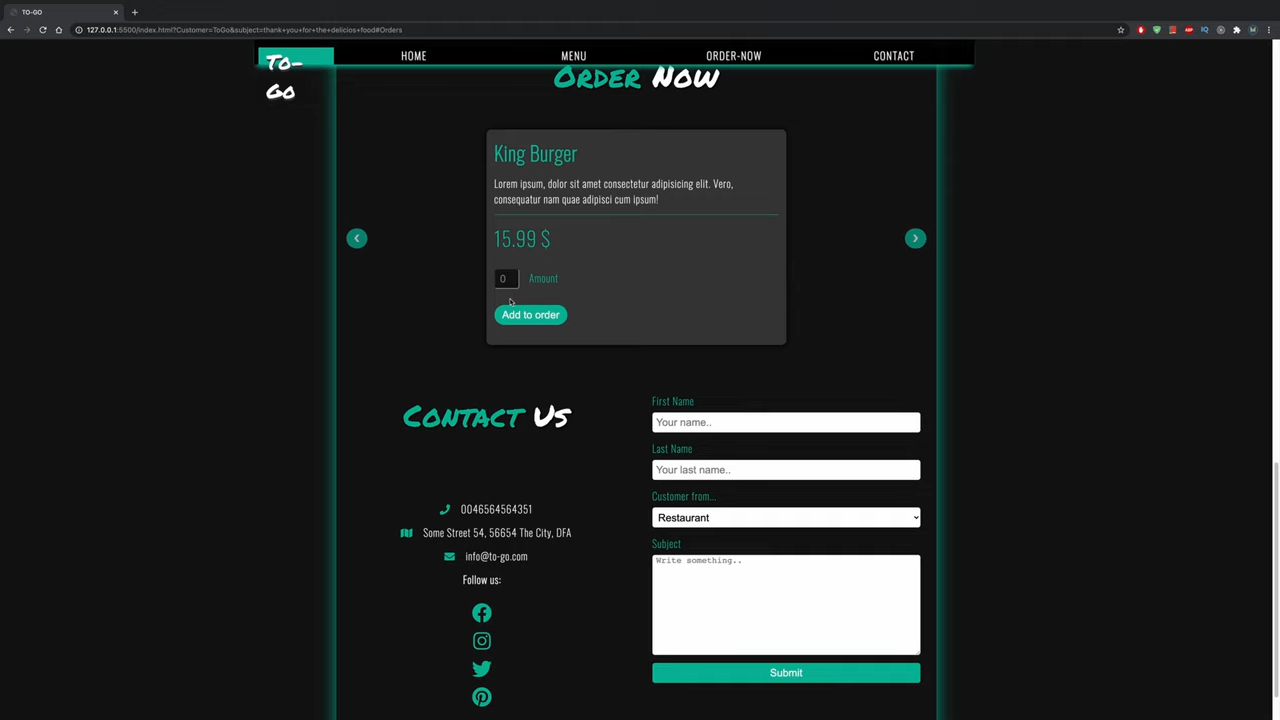 TO-GO
127.0.0.1:5500/index.html?Customer=ToGo&subject=thank+you+for+the+delicios+food#Orders
To-
Go
HOME
MENU
ORDER-NOW
CONTACT
Order Now
King Burger
Lorem ipsum, dolor sit amet consectetur adipisicing elit. Vero,
consequatur nam quae adipisci cum ipsum!
15.99 $
0
Amount
Add to order
Contact Us
0046564564351
Some Street 54, 56654 The City, DFA
info@to-go.com
Follow us:
First Name
Your name..
Last Name
Your last name..
Customer from...
Restaurant
Subject
Write something..
Submit